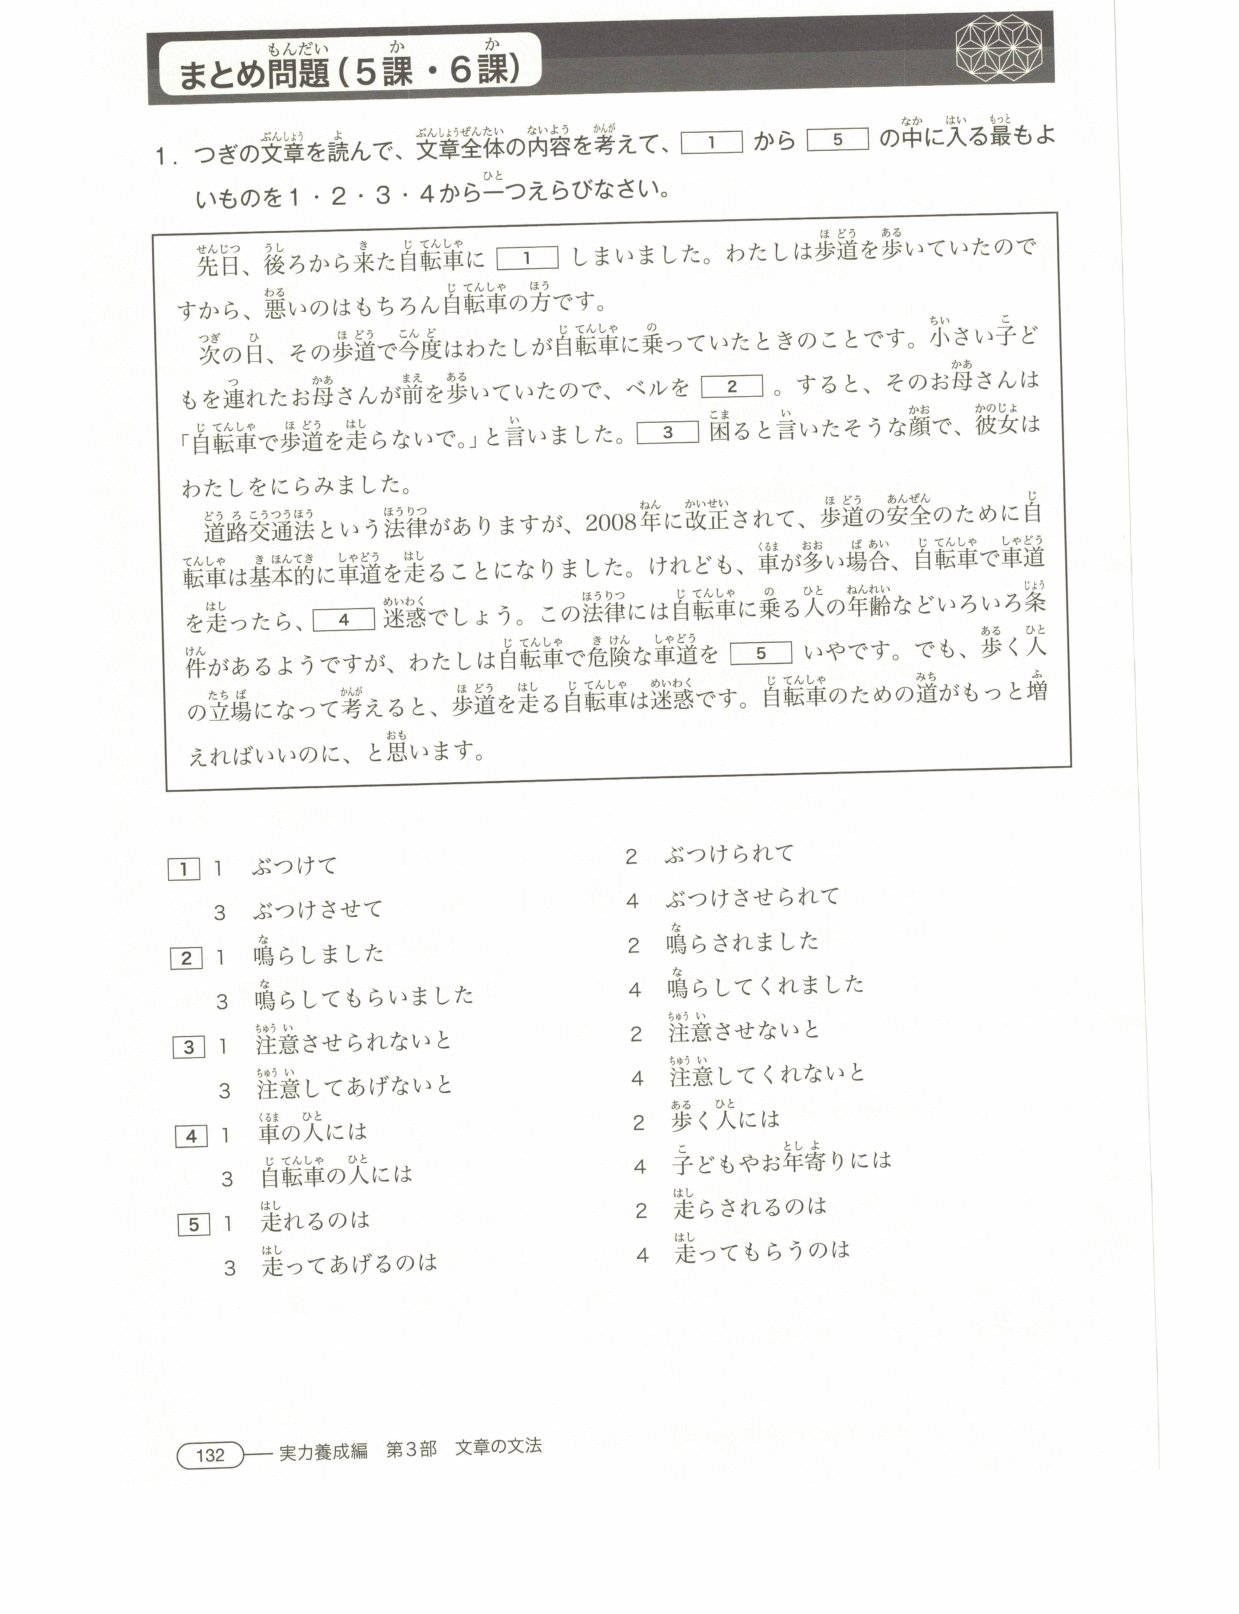 まとめ問題（5課・6課）
1．つぎの文章を読んで、文章全体の内容を考えて、 1 から 5 の中に入る最もよ
いものを1・2・3・4から一つえらびなさい。
先日、後ろから来た自転車に 1 しまいました。わたしは歩道を歩いていたので
すから、悪いのはもちろん自転車の方です。
次の日、その歩道で今度はわたしが自転車に乗っていたときのことです。小さい子ど
もを連れたお母さんが前を歩いていたので、ベルを 2 。すると、そのお母さんは
「自転車で歩道を走らないで。」と言いました。 3 困ると言いたそうな顔で、彼女は
わたしをにらみました。
道路交通法という法律がありますが、2008年に改正されて、歩道の安全のために自
転車は基本的に車道を走ることになりました。けれども、車が多い場合、自転車で車道
を走ったら、 4 迷惑でしょう。この法律には自転車に乗る人の年齢などいろいろ条
件があるようですが、わたしは自転車で危険な車道を 5 いやです。でも、歩く人
の立場になって考えると、歩道を走る自転車は迷惑です。自転車のための道がもっと増
えればいいのに、と思います。
1 1 ぶつけて 2 ぶつけられて
3 ぶつけさせて 4 ぶつけさせられて
2 1 鳴らしました 2 鳴らされました
3 鳴らしてもらいました 4 鳴らしてくれました
3 1 注意させられないと 2 注意させないと
3 注意してあげないと 4 注意してくれないと
4 1 車の人には 2 歩く人には
3 自転車の人には 4 子どもやお年寄りには
5 1 走れるのは 2 走らされるのは
3 走ってあげるのは 4 走ってもらうのは
132 実力養成編 第3部 文章の文法